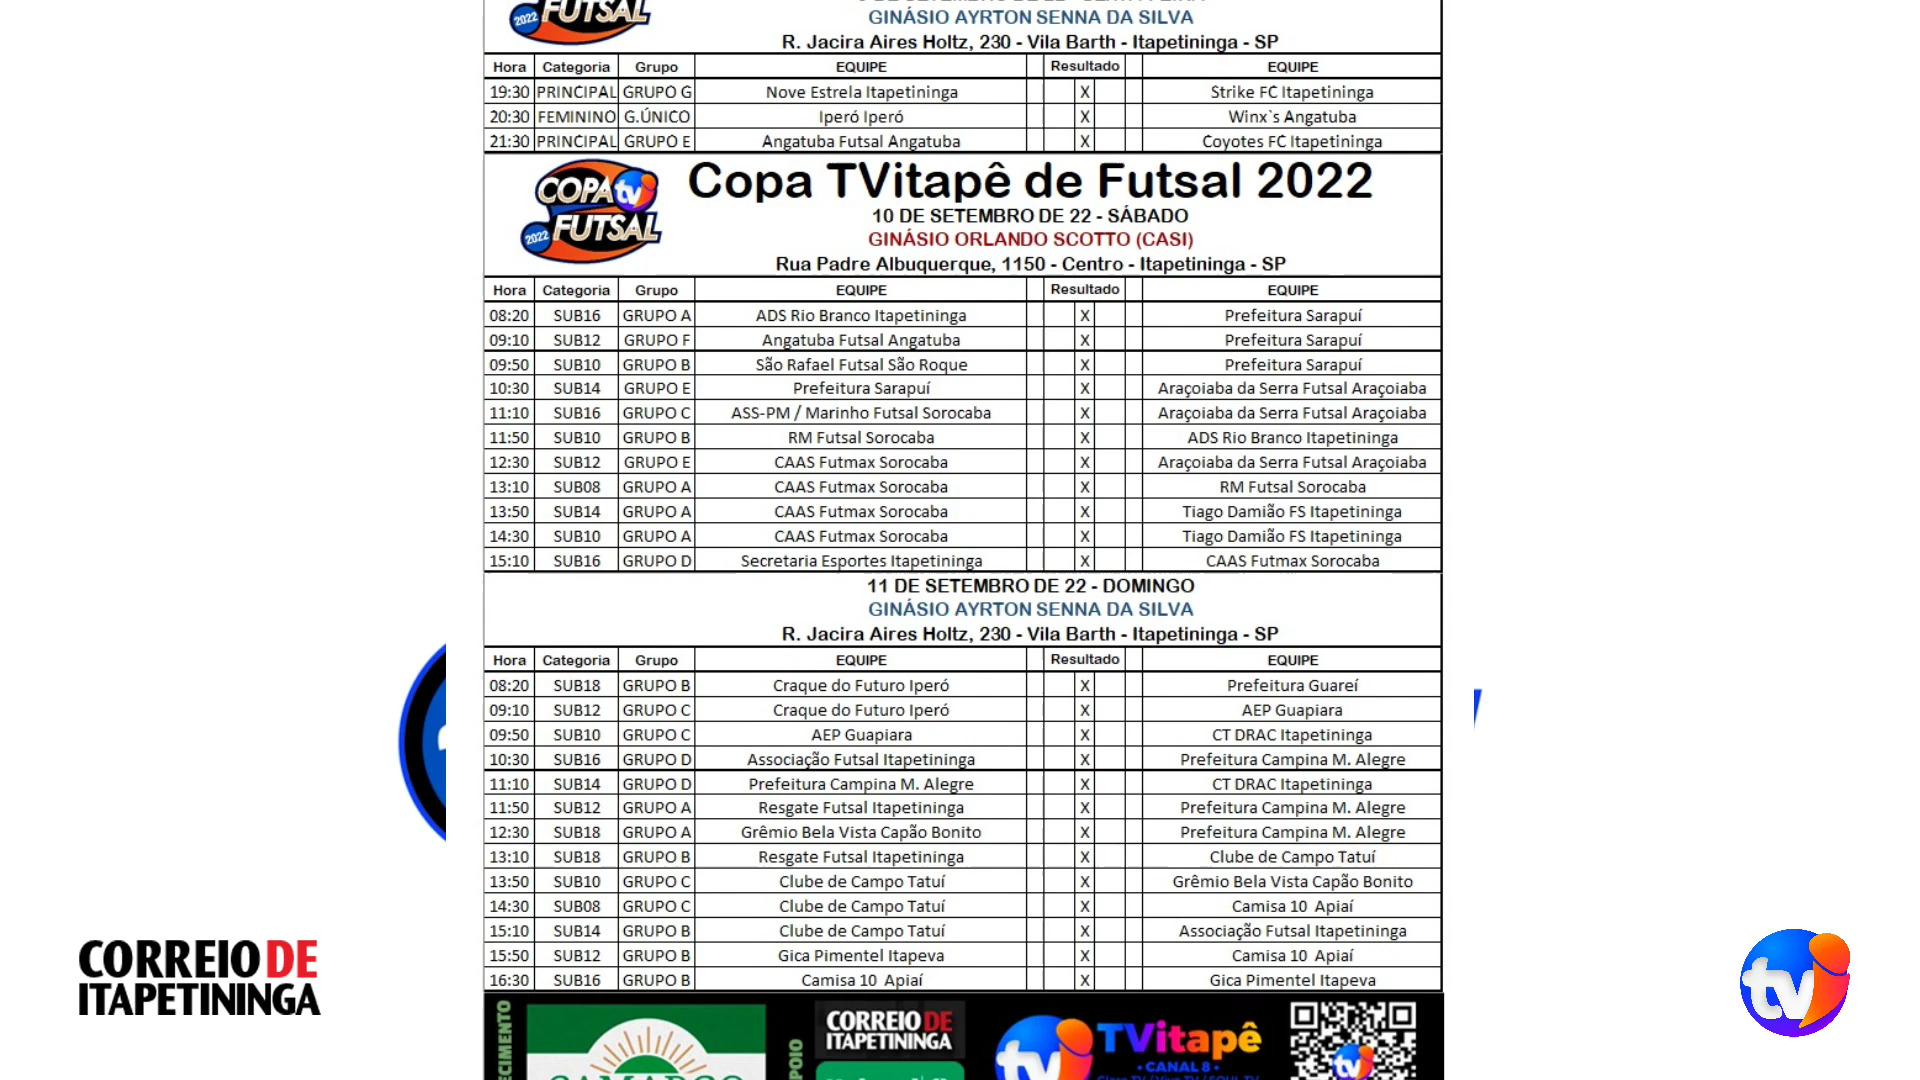 2022 FUTSAL
GINÁSIO AYRTON SENNA DA SILVA
R. Jacira Aires Holtz, 230 - Vila Barth - Itapetininga - SP
Hora Categoria Grupo EQUIPE Resultado EQUIPE
19:30 PRINCIPAL GRUPO G Nove Estrela Itapetininga X Strike FC Itapetininga
20:30 FEMININO G.ÚNICO Iperó Iperó X Winx`s Angatuba
21:30 PRINCIPAL GRUPO E Angatuba Futsal Angatuba X Coyotes FC Itapetininga
COPA tv
2022 FUTSAL
Copa TVitapê de Futsal 2022
10 DE SETEMBRO DE 22 - SÁBADO
GINÁSIO ORLANDO SCOTTO (CASI)
Rua Padre Albuquerque, 1150 - Centro - Itapetininga - SP
Hora Categoria Grupo EQUIPE Resultado EQUIPE
08:20 SUB16 GRUPO A ADS Rio Branco Itapetininga X Prefeitura Sarapuí
09:10 SUB12 GRUPO F Angatuba Futsal Angatuba X Prefeitura Sarapuí
09:50 SUB10 GRUPO B São Rafael Futsal São Roque X Prefeitura Sarapuí
10:30 SUB14 GRUPO E Prefeitura Sarapuí X Araçoiaba da Serra Futsal Araçoiaba
11:10 SUB16 GRUPO C ASS-PM / Marinho Futsal Sorocaba X Araçoiaba da Serra Futsal Araçoiaba
11:50 SUB10 GRUPO B RM Futsal Sorocaba X ADS Rio Branco Itapetininga
12:30 SUB12 GRUPO E CAAS Futmax Sorocaba X Araçoiaba da Serra Futsal Araçoiaba
13:10 SUB08 GRUPO A CAAS Futmax Sorocaba X RM Futsal Sorocaba
13:50 SUB14 GRUPO A CAAS Futmax Sorocaba X Tiago Damião FS Itapetininga
14:30 SUB10 GRUPO A CAAS Futmax Sorocaba X Tiago Damião FS Itapetininga
15:10 SUB16 GRUPO D Secretaria Esportes Itapetininga X CAAS Futmax Sorocaba
11 DE SETEMBRO DE 22 - DOMINGO
GINÁSIO AYRTON SENNA DA SILVA
R. Jacira Aires Holtz, 230 - Vila Barth - Itapetininga - SP
Hora Categoria Grupo EQUIPE Resultado EQUIPE
08:20 SUB18 GRUPO B Craque do Futuro Iperó X Prefeitura Guareí
09:10 SUB12 GRUPO C Craque do Futuro Iperó X AEP Guapiara
09:50 SUB10 GRUPO C AEP Guapiara X CT DRAC Itapetininga
10:30 SUB16 GRUPO D Associação Futsal Itapetininga X Prefeitura Campina M. Alegre
11:10 SUB14 GRUPO D Prefeitura Campina M. Alegre X CT DRAC Itapetininga
11:50 SUB12 GRUPO A Resgate Futsal Itapetininga X Prefeitura Campina M. Alegre
12:30 SUB18 GRUPO A Grêmio Bela Vista Capão Bonito X Prefeitura Campina M. Alegre
13:10 SUB18 GRUPO B Resgate Futsal Itapetininga X Clube de Campo Tatuí
13:50 SUB10 GRUPO C Clube de Campo Tatuí X Grêmio Bela Vista Capão Bonito
14:30 SUB08 GRUPO C Clube de Campo Tatuí X Camisa 10 Apiaí
15:10 SUB14 GRUPO B Clube de Campo Tatuí X Associação Futsal Itapetininga
15:50 SUB12 GRUPO B Gica Pimentel Itapeva X Camisa 10 Apiaí
16:30 SUB16 GRUPO B Camisa 10 Apiaí X Gica Pimentel Itapeva
CORREIO DE
ITAPETININGA
tv
CORREIO DE
ITAPETININGA
tv
TVitapê
• CANAL 8 •